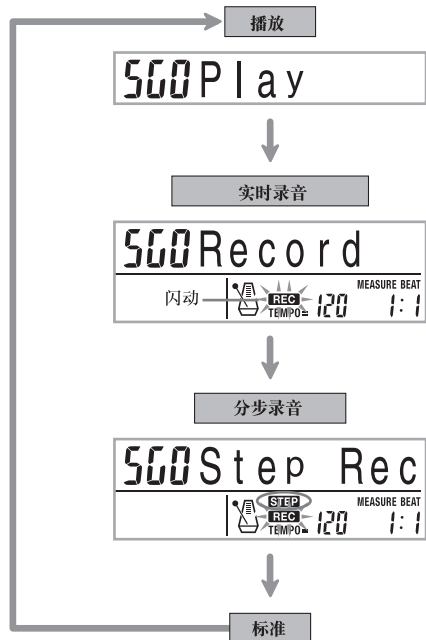 播放
SG0Play
实时录音
SG0Record
闪动
REC
MEASURE BEAT
TEMPO= 120 1:1
分步录音
SG0Step Rec
STEP
REC
MEASURE BEAT
TEMPO= 120 1:1
标准